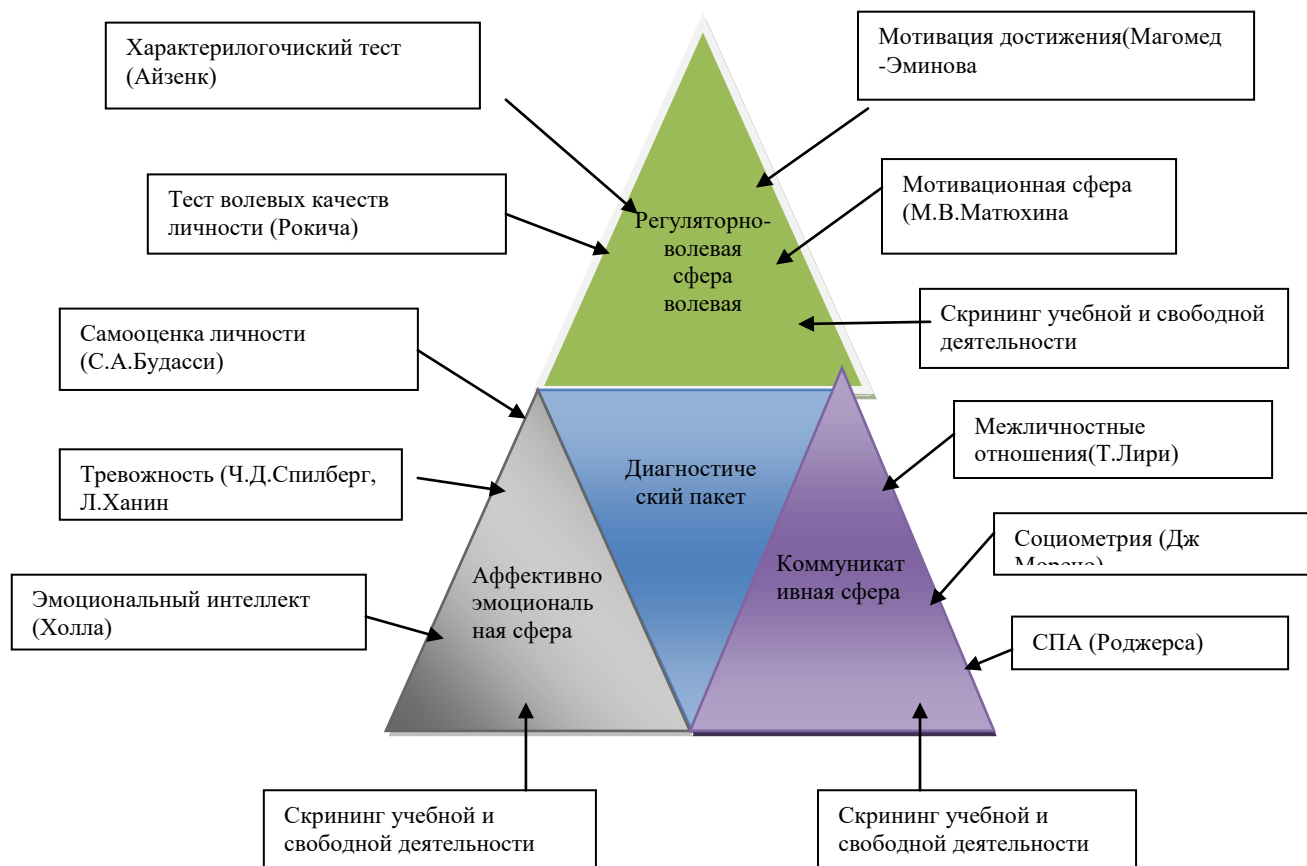 Характерилогочиский тест
(Айзенк)
Мотивация достижения(Магомед
-Эминова
Тест волевых качеств
личности (Рокича)
Мотивационная сфера
(М.В.Матюхина
Регуляторно-
волевая
сфера
волевая
Самооценка личности
(С.А.Будасси)
Скрининг учебной и свободной
деятельности
Тревожность (Ч.Д.Спилберг,
Л.Ханин
Диагностиче
ский пакет
Межличностные
отношения(Т.Лири)
Эмоциональный интеллект
(Холла)
Аффективно
эмоциональ
ная сфера
Коммуникат
ивная сфера
Социометрия (Дж
СПА (Роджерса)
Скрининг учебной и
свободной деятельности
Скрининг учебной и
свободной деятельности